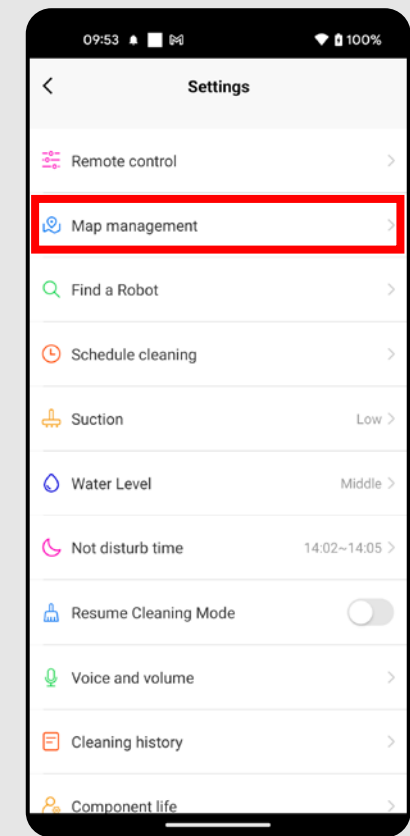 09:53 100%
Settings
Remote control
Map management
Find a Robot
Schedule cleaning
Suction Low
Water Level Middle
Not disturb time 14:02~14:05
Resume Cleaning Mode
Voice and volume
Cleaning history
Component life